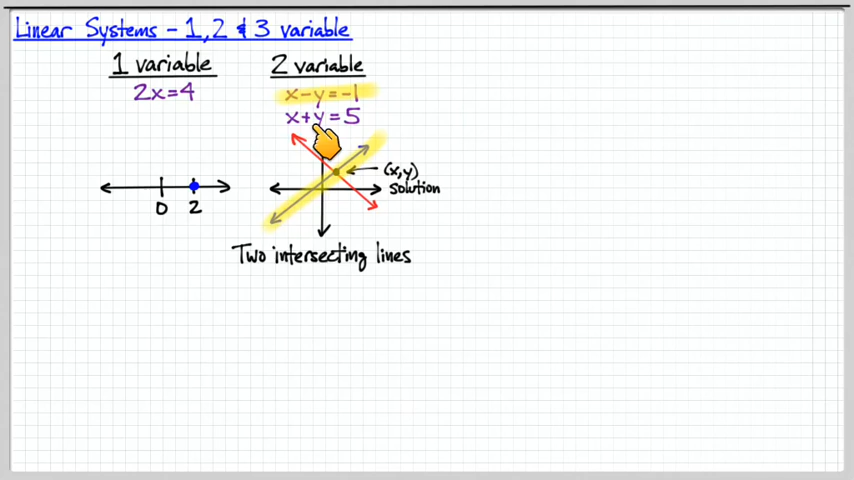 Linear Systems - 1, 2 & 3 variable
1 variable
2x=4
0 2
2 variable
x-y=-1
x+y=5
(x,y)
solution
Two intersecting lines